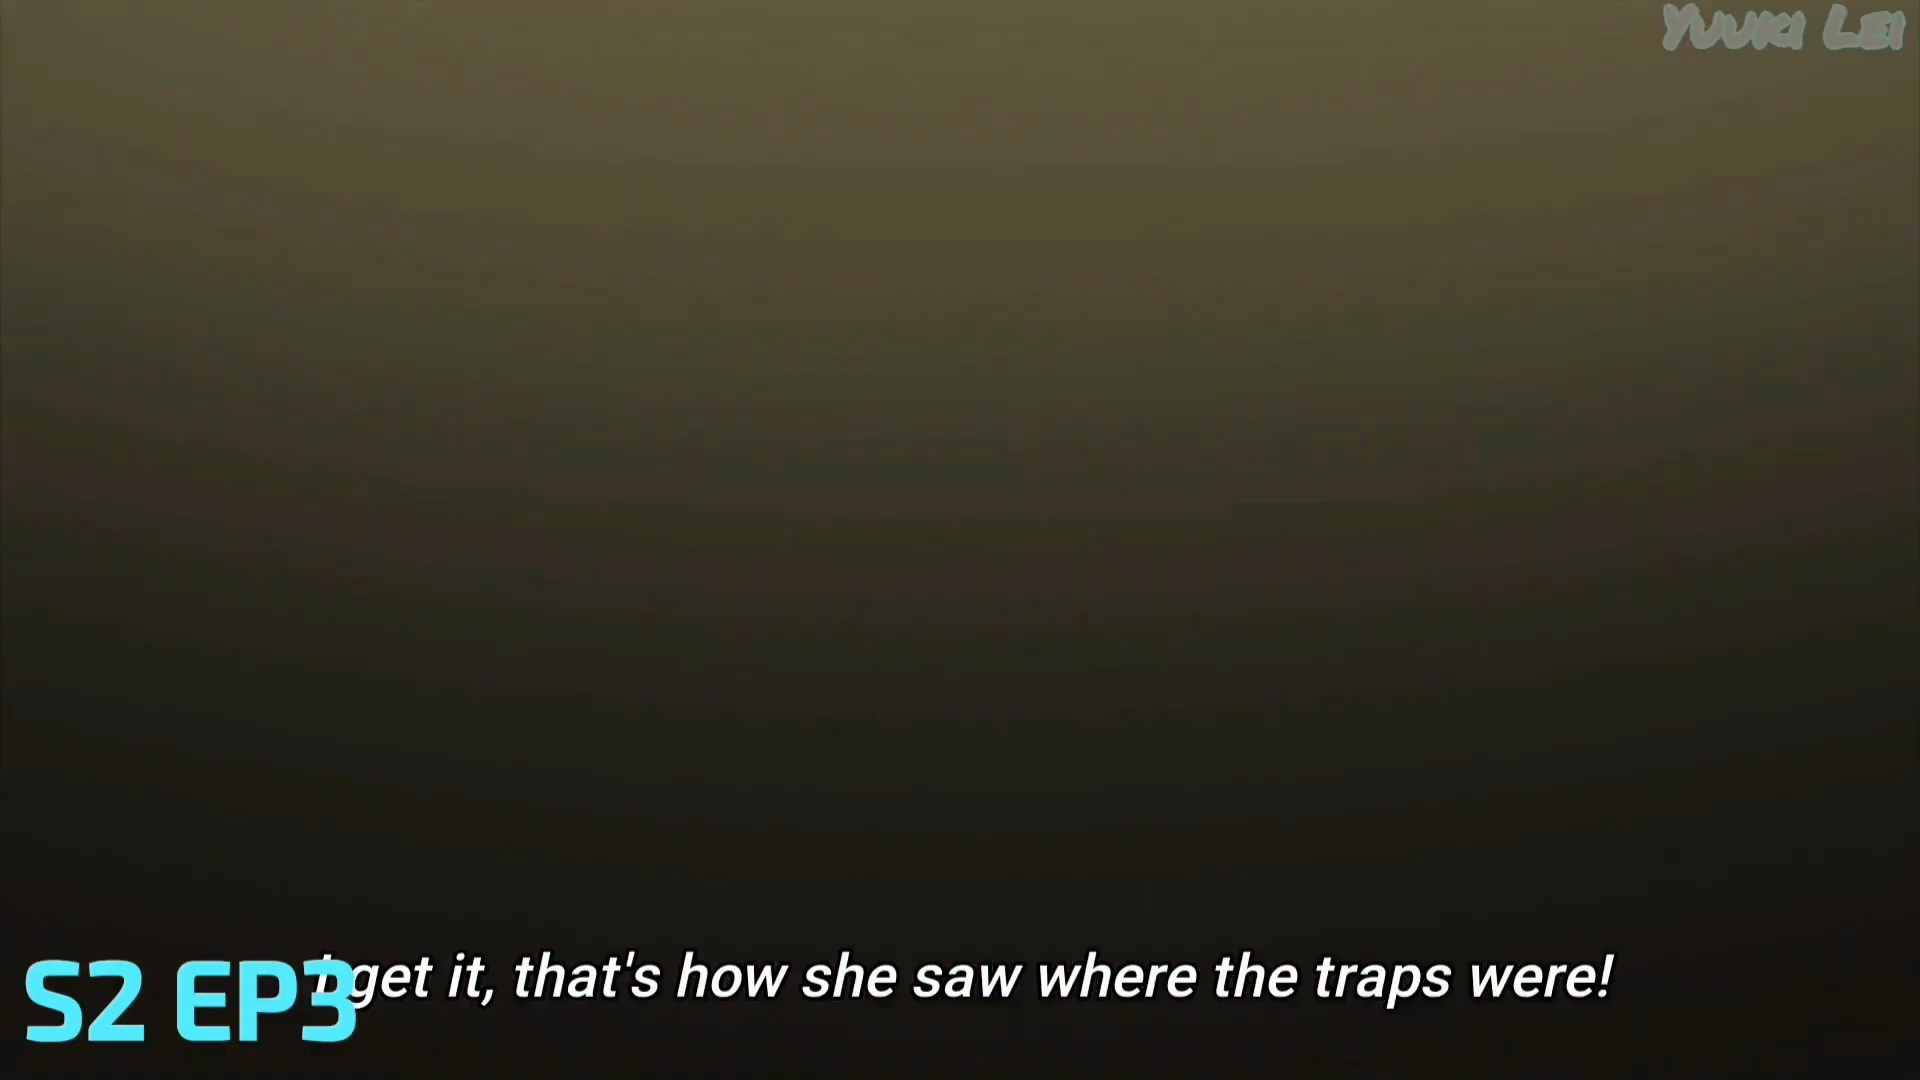 Yuuki Lei
I get it, that's how she saw where the traps were!
S2 EP3